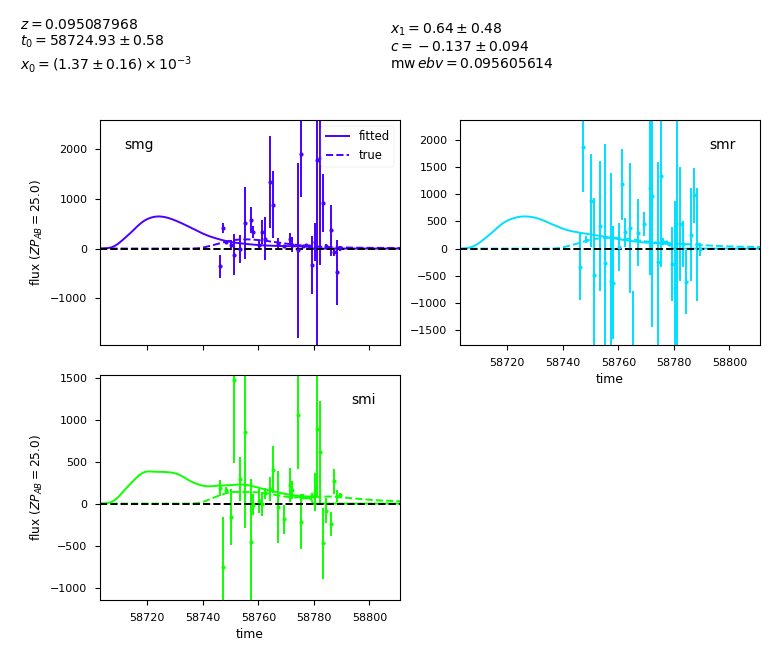 z = 0.095087968
t₀ = 58724.93 ± 0.58
x₀ = (1.37 ± 0.16) × 10⁻³
x₁ = 0.64 ± 0.48
c = −0.137 ± 0.094
mw ebv = 0.095605614
smg
fitted
true
2000
1000
0
−1000
flux (ZP_AB = 25.0)
smr
2000
1500
1000
500
0
−500
−1000
−1500
58720 58740 58760 58780 58800
time
smi
1500
1000
500
0
−500
−1000
flux (ZP_AB = 25.0)
58720 58740 58760 58780 58800
time